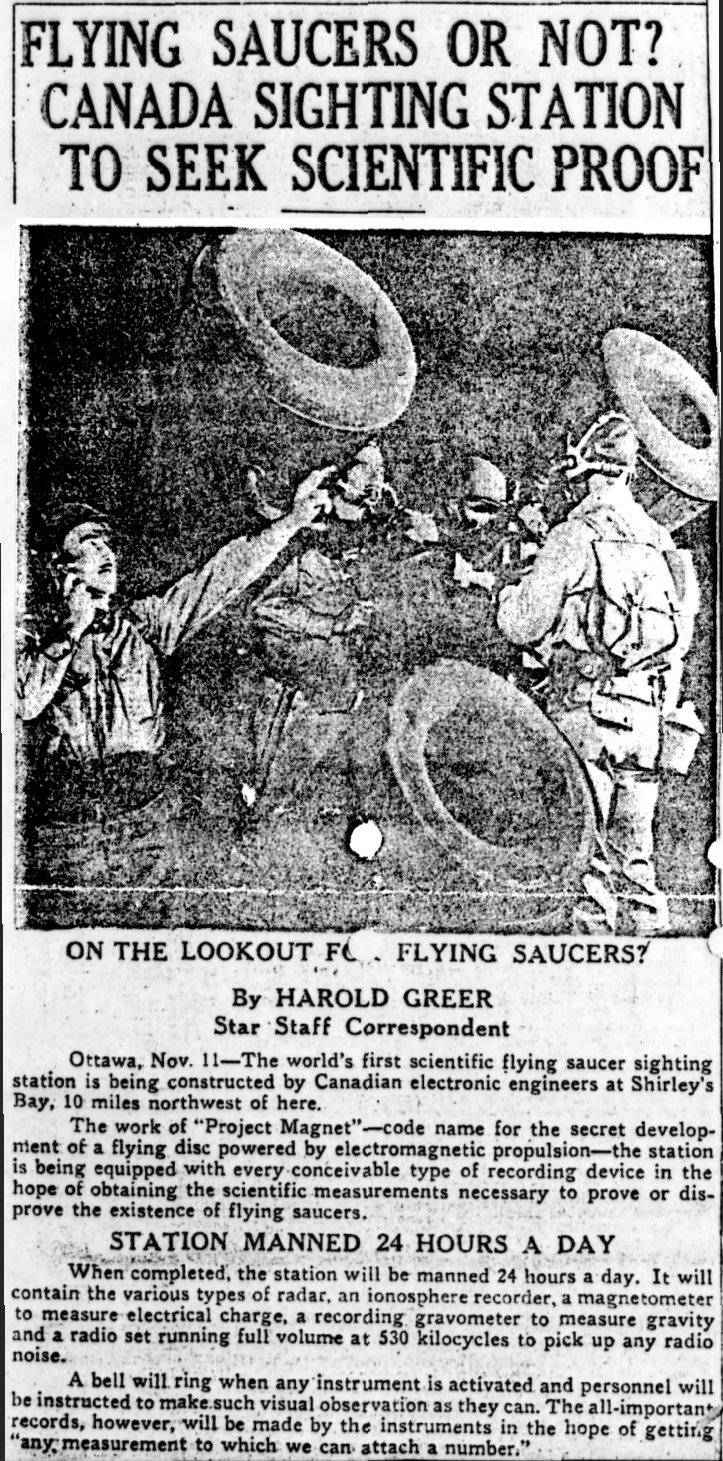 FLYING SAUCERS OR NOT?
CANADA SIGHTING STATION
TO SEEK SCIENTIFIC PROOF
ON THE LOOKOUT FLYING SAUCERS?
By HAROLD GREER
Star Staff Correspondent
Ottawa, Nov. 11—The world's first scientific flying saucer sighting
station is being constructed by Canadian electronic engineers at Shirley's
Bay, 10 miles northwest of here.
The work of "Project Magnet"—code name for the secret develop-
ment of a flying disc powered by electromagnetic propulsion—the station
is being equipped with every conceivable type of recording device in the
hope of obtaining the scientific measurements necessary to prove or dis-
prove the existence of flying saucers.
STATION MANNED 24 HOURS A DAY
When completed, the station will be manned 24 hours a day. It will
contain the various types of radar, an ionosphere recorder, a magnetometer
to measure electrical charge, a recording gravometer to measure gravity
and a radio set running full volume at 530 kilocycles to pick up any radio
noise.
A bell will ring when any instrument is activated and personnel will
be instructed to make such visual observation as they can. The all-important
records, however, will be made by the instruments in the hope of getting
"any measurement to which we can attach a number."